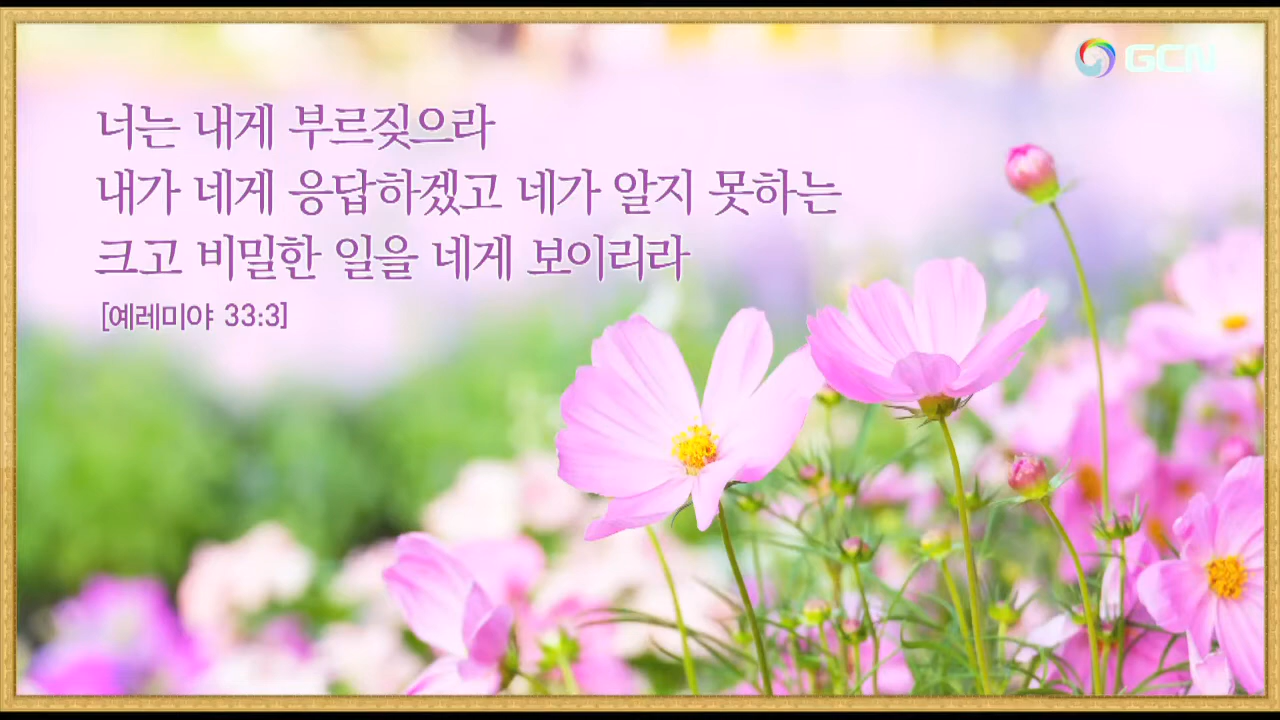 GCN
너는 내게 부르짖으라
내가 네게 응답하겠고 네가 알지 못하는
크고 비밀한 일을 네게 보이리라
[예레미야 33:3]